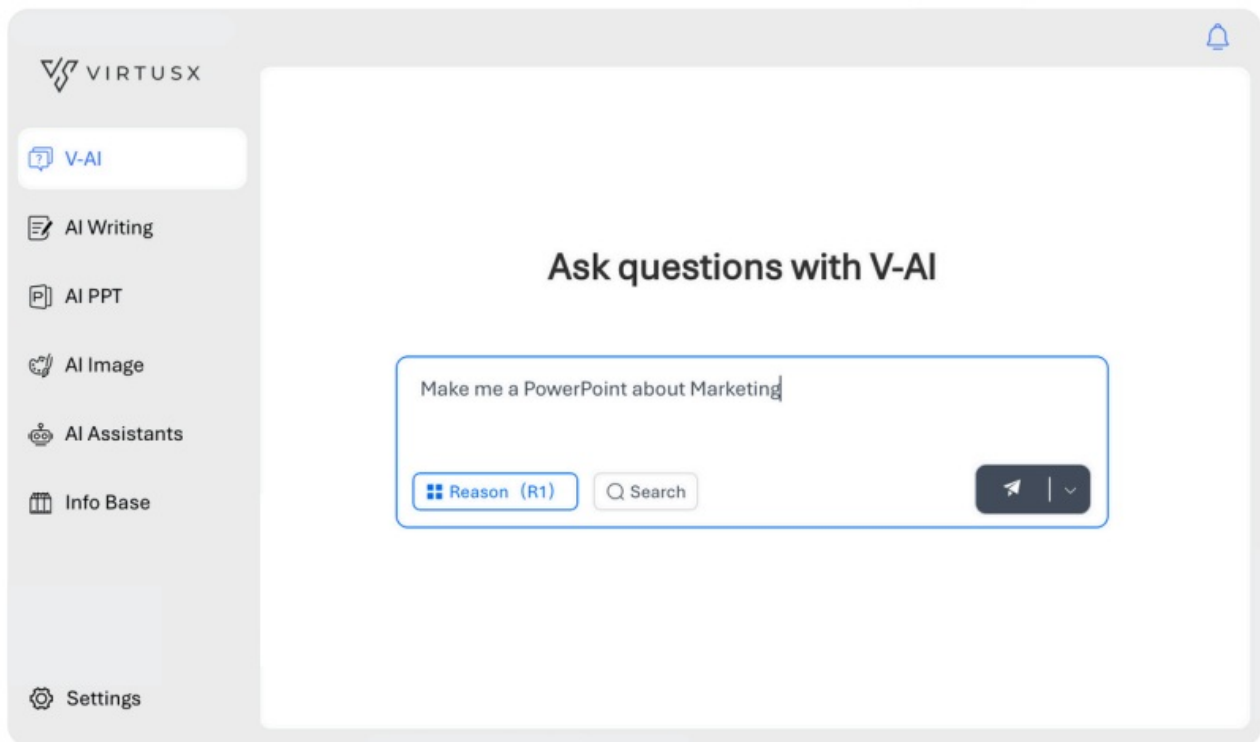 VIRTUSX
V-AI
AI Writing
AI PPT
AI Image
AI Assistants
Info Base
Settings
Ask questions with V-AI
Make me a PowerPoint about Marketing
Reason (R1)
Search